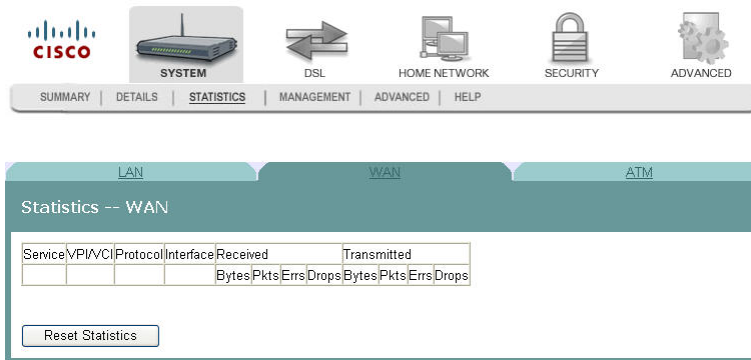 CISCO
SYSTEM DSL HOME NETWORK SECURITY ADVANCED
SUMMARY | DETAILS | STATISTICS | MANAGEMENT | ADVANCED | HELP
LAN WAN ATM
Statistics -- WAN
Service VPI/VCI Protocol Interface Received Transmitted
Bytes Pkts Errs Drops Bytes Pkts Errs Drops
Reset Statistics